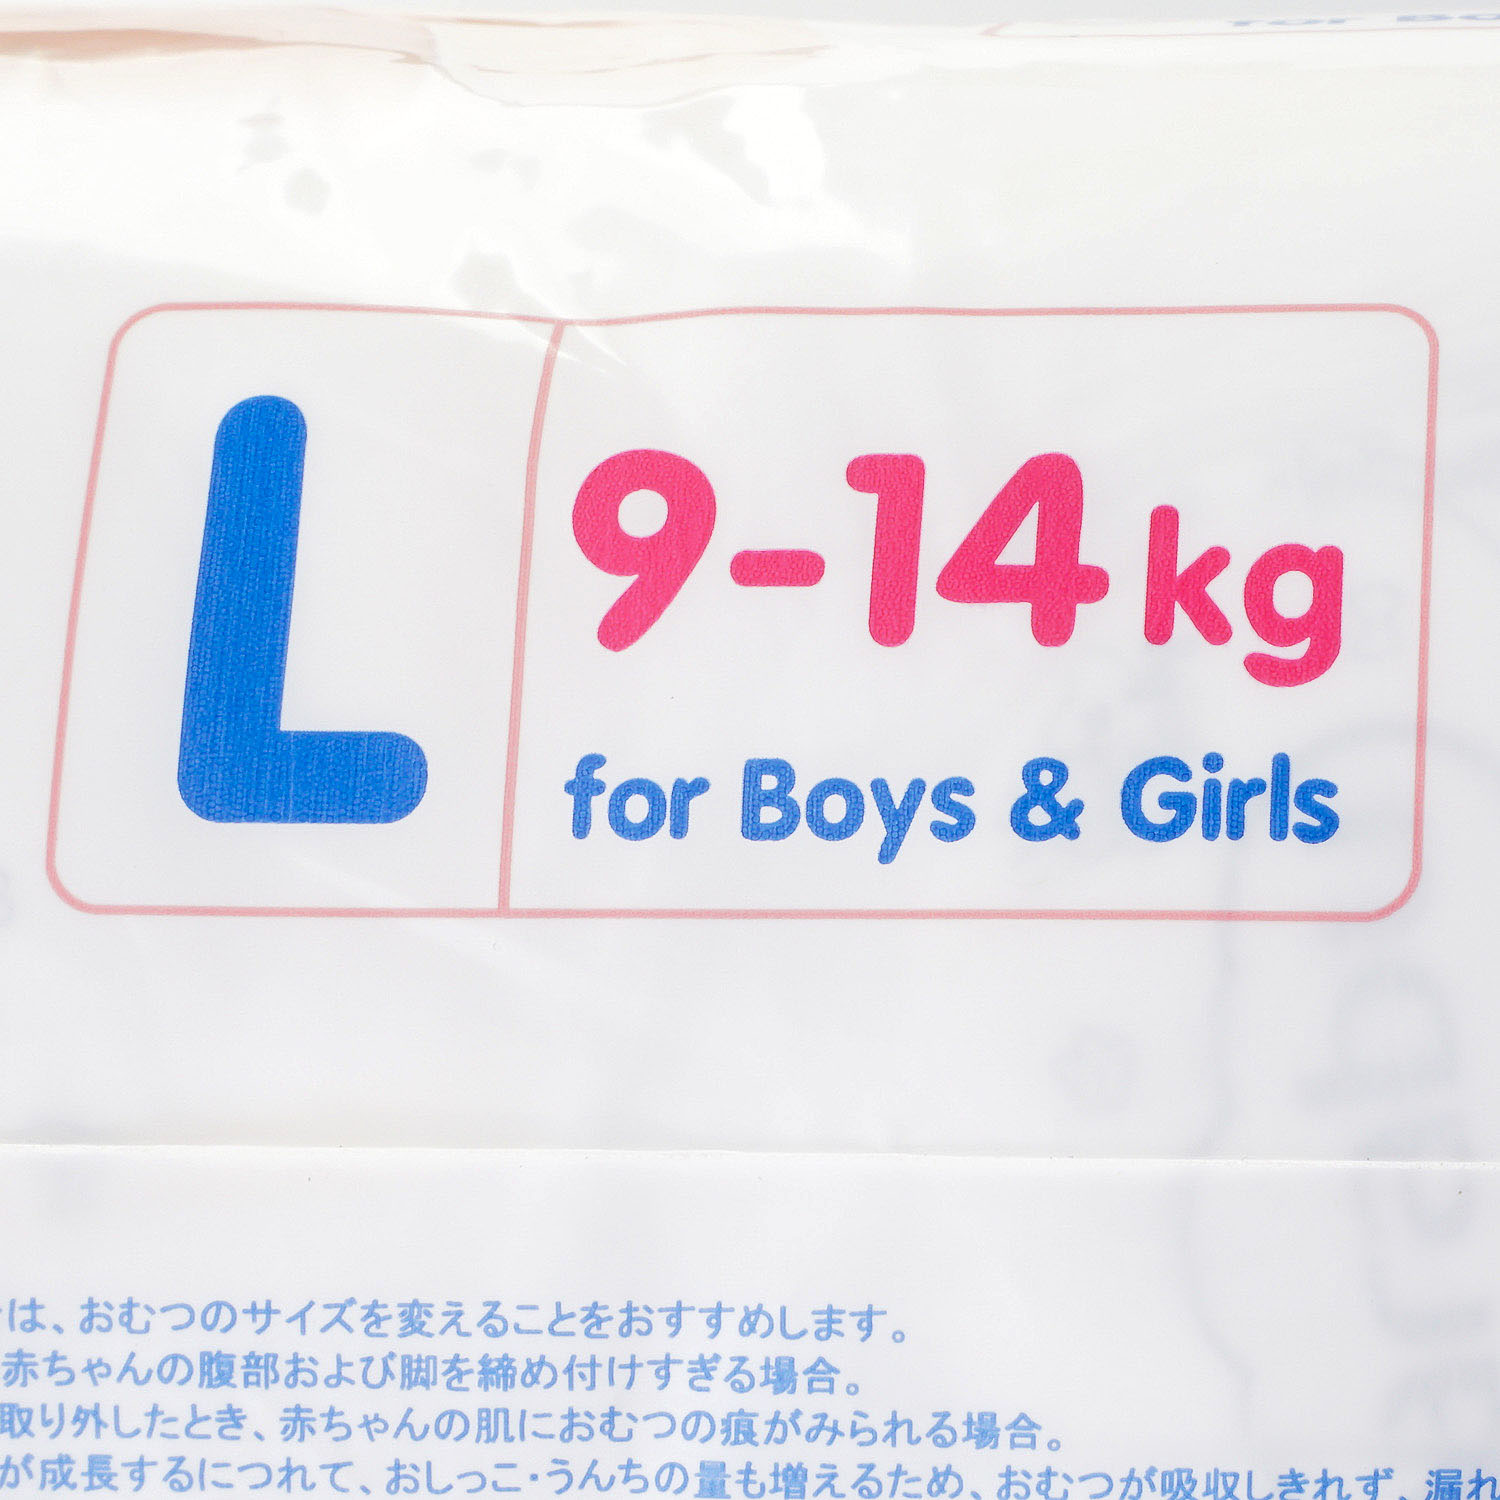 L
9-14kg
for Boys & Girls
は、おむつのサイズを変えることをおすすめします。
赤ちゃんの腹部および脚を締め付けすぎる場合。
取り外したとき、赤ちゃんの肌におむつの痕がみられる場合。
が成長するにつれて、おしっこ・うんちの量も増えるため、おむつが吸収しきれず、漏れ